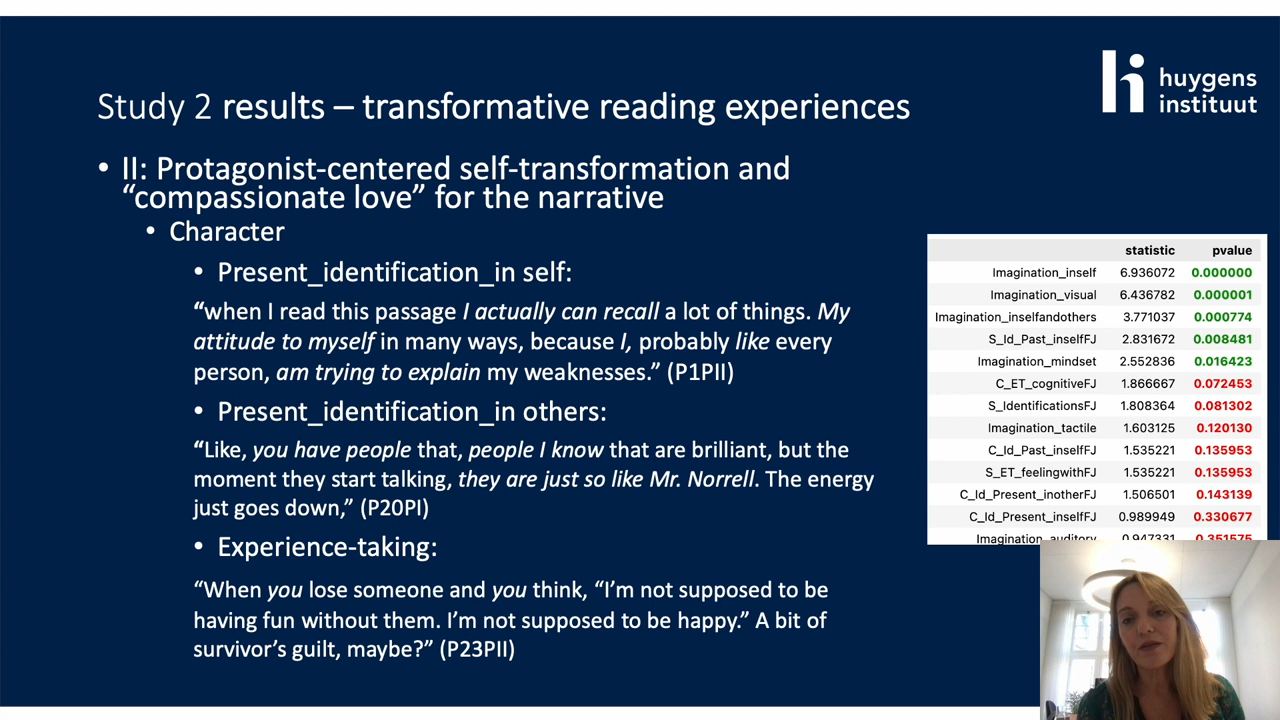 huygens
instituut
Study 2 results – transformative reading experiences
• II: Protagonist-centered self-transformation and
“compassionate love” for the narrative
• Character
• Present_identification_in self:
“when I read this passage I actually can recall a lot of things. My
attitude to myself in many ways, because I, probably like every
person, am trying to explain my weaknesses.” (P1PII)
• Present_identification_in others:
“Like, you have people that, people I know that are brilliant, but the
moment they start talking, they are just so like Mr. Norrell. The energy
just goes down,” (P20PI)
• Experience-taking:
“When you lose someone and you think, “I’m not supposed to be
having fun without them. I’m not supposed to be happy.” A bit of
survivor’s guilt, maybe?” (P23PII)
statistic pvalue
Imagination_inself 6.936072 0.000000
Imagination_visual 6.436782 0.000001
Imagination_inselfandothers 3.771037 0.000774
S_Id_Past_inselfFJ 2.831672 0.008481
Imagination_mindset 2.552836 0.016423
C_ET_cognitiveFJ 1.866667 0.072453
S_IdentificationsFJ 1.808364 0.081302
Imagination_tactile 1.603125 0.120130
C_Id_Past_inselfFJ 1.535221 0.135953
S_ET_feelingwithFJ 1.535221 0.135953
C_Id_Present_inotherFJ 1.506501 0.143139
C_Id_Present_inselfFJ 0.989949 0.330677
Imagination_auditory 0.947331 0.351575